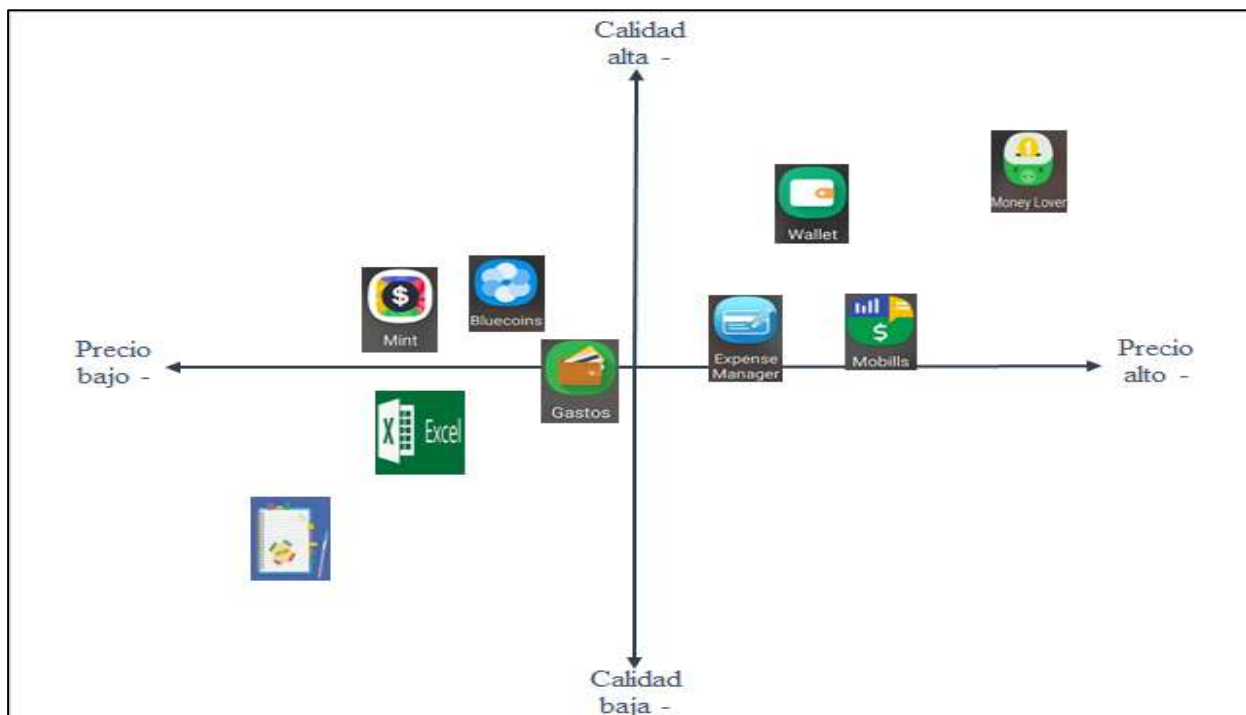 Calidad
alta -
Money Lover
Wallet
Bluecoins
Mint
Expense
Manager
Mobills
Precio
bajo -
Precio
alto -
Gastos
X
Excel
Calidad
baja -